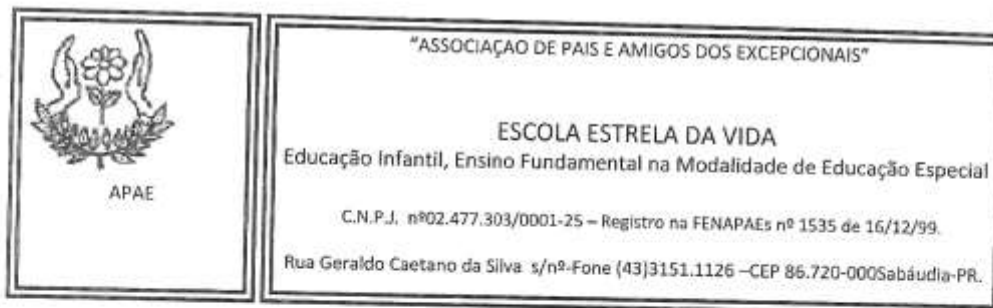 APAE
"ASSOCIAÇAO DE PAIS E AMIGOS DOS EXCEPCIONAIS"
ESCOLA ESTRELA DA VIDA
Educação Infantil, Ensino Fundamental na Modalidade de Educação Especial
C.N.P.J. nº02.477.303/0001-25 – Registro na FENAPAEs nº 1535 de 16/12/99.
Rua Geraldo Caetano da Silva s/nº-Fone (43)3151.1126 –CEP 86.720-000Sabáudia-PR.